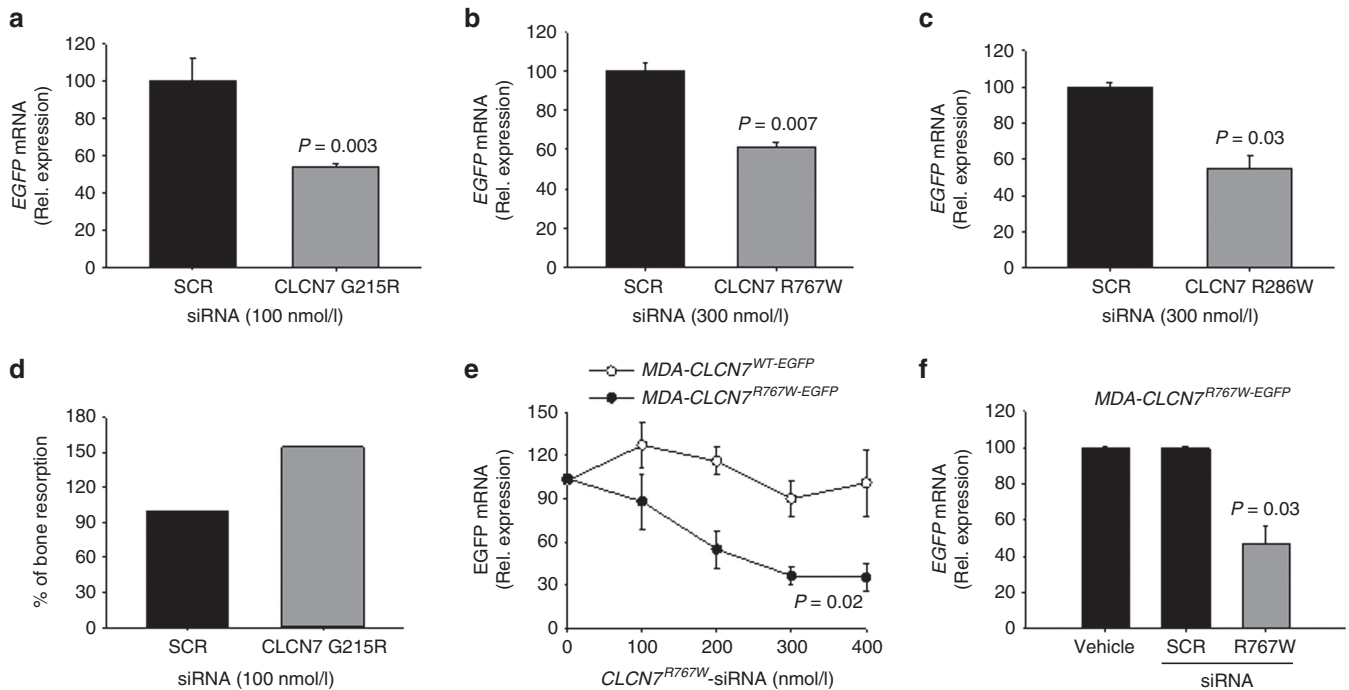 a
120
100
80
60
40
20
0
EGFP mRNA
(Rel. expression)
P = 0.003
SCR
CLCN7 G215R
siRNA (100 nmol/l)
b
120
100
80
60
40
20
0
EGFP mRNA
(Rel. expression)
P = 0.007
SCR
CLCN7 R767W
siRNA (300 nmol/l)
c
120
100
80
60
40
20
0
EGFP mRNA
(Rel. expression)
P = 0.03
SCR
CLCN7 R286W
siRNA (300 nmol/l)
d
180
150
120
90
60
30
0
% of bone resorption
SCR
CLCN7 G215R
siRNA (100 nmol/l)
e
MDA-CLCN7WT-EGFP
MDA-CLCN7R767W-EGFP
150
120
90
60
30
0
EGFP mRNA
(Rel. expression)
P = 0.02
0 100 200 300 400
CLCN7R767W-siRNA (nmol/l)
f
MDA-CLCN7R767W-EGFP
120
100
80
60
40
20
0
EGFP mRNA
(Rel. expression)
P = 0.03
Vehicle SCR R767W
siRNA